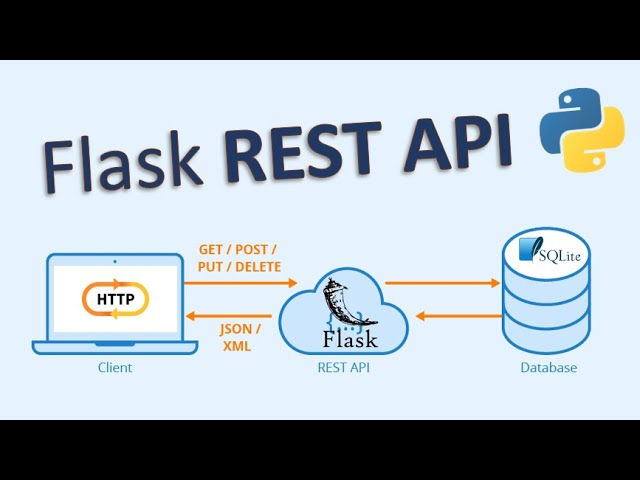 Flask REST API
GET / POST /
PUT / DELETE
HTTP
JSON /
XML
{...}
Flask
SQLite
Client
REST API
Database